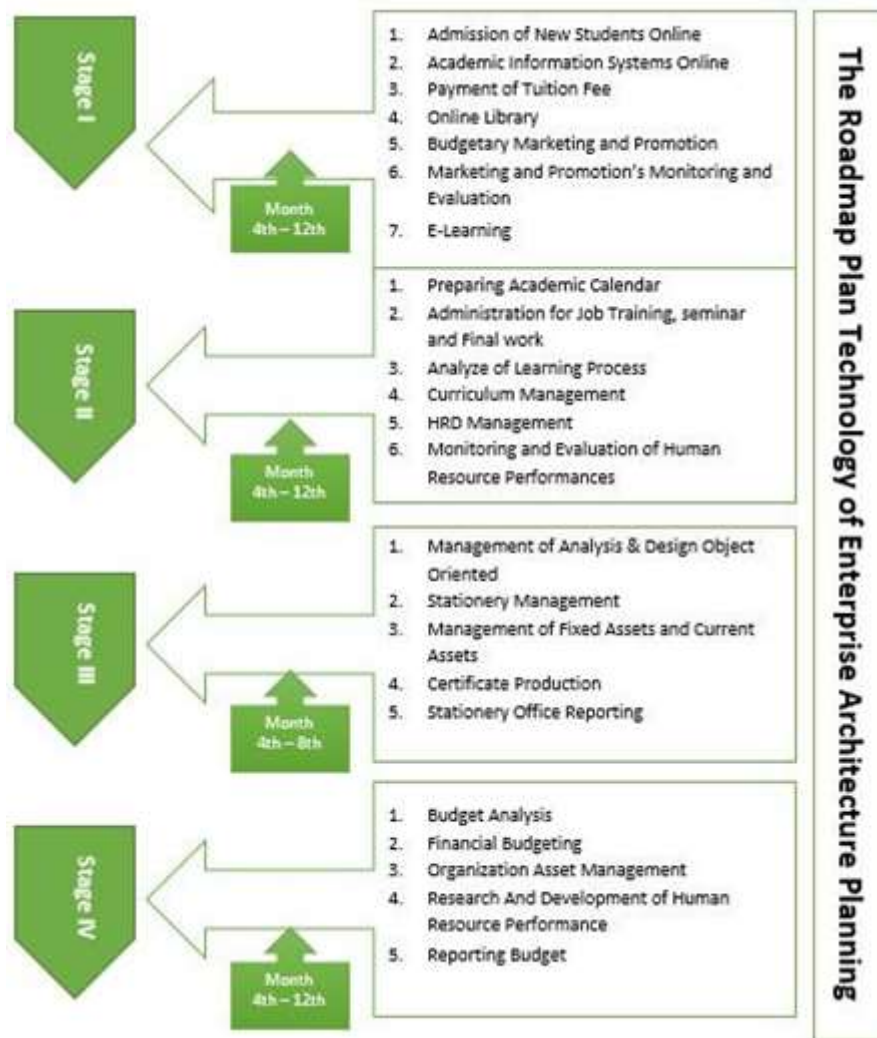 The Roadmap Plan Technology of Enterprise Architecture Planning
Stage I
Month
4th – 12th
1. Admission of New Students Online
2. Academic Information Systems Online
3. Payment of Tuition Fee
4. Online Library
5. Budgetary Marketing and Promotion
6. Marketing and Promotion's Monitoring and
Evaluation
7. E-Learning
Stage II
Month
4th – 12th
1. Preparing Academic Calendar
2. Administration for Job Training, seminar
and Final work
3. Analyze of Learning Process
4. Curriculum Management
5. HRD Management
6. Monitoring and Evaluation of Human
Resource Performances
Stage III
Month
4th – 8th
1. Management of Analysis & Design Object
Oriented
2. Stationery Management
3. Management of Fixed Assets and Current
Assets
4. Certificate Production
5. Stationery Office Reporting
Stage IV
Month
4th – 12th
1. Budget Analysis
2. Financial Budgeting
3. Organization Asset Management
4. Research And Development of Human
Resource Performance
5. Reporting Budget